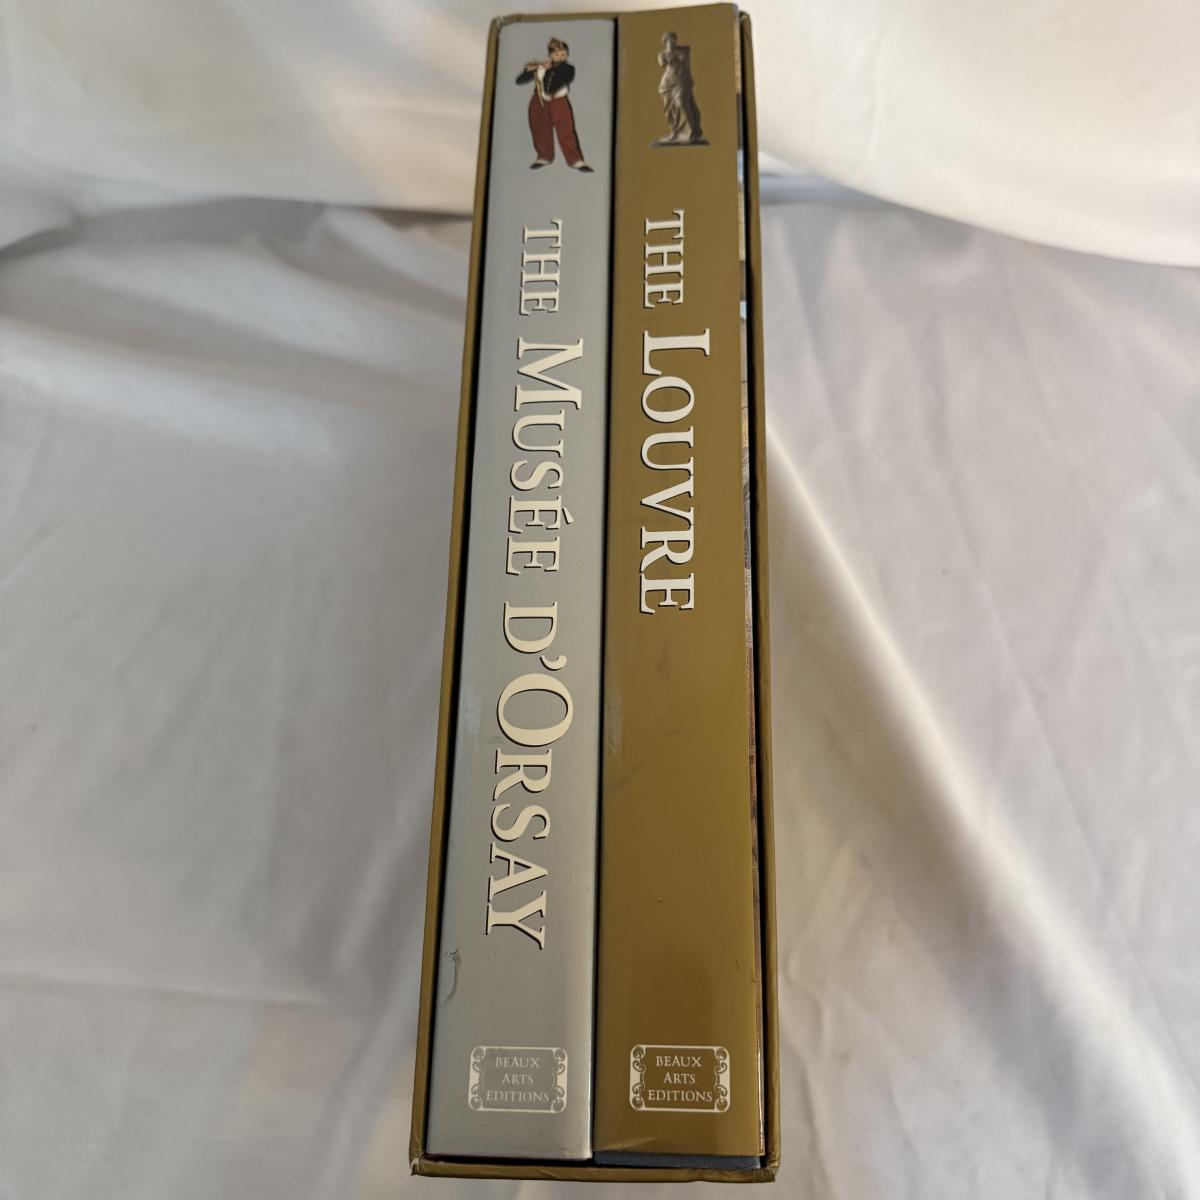 THE MUSÉE D'ORSAY
BEAUX
ARTS
EDITIONS
THE LOUVRE
BEAUX
ARTS
EDITIONS